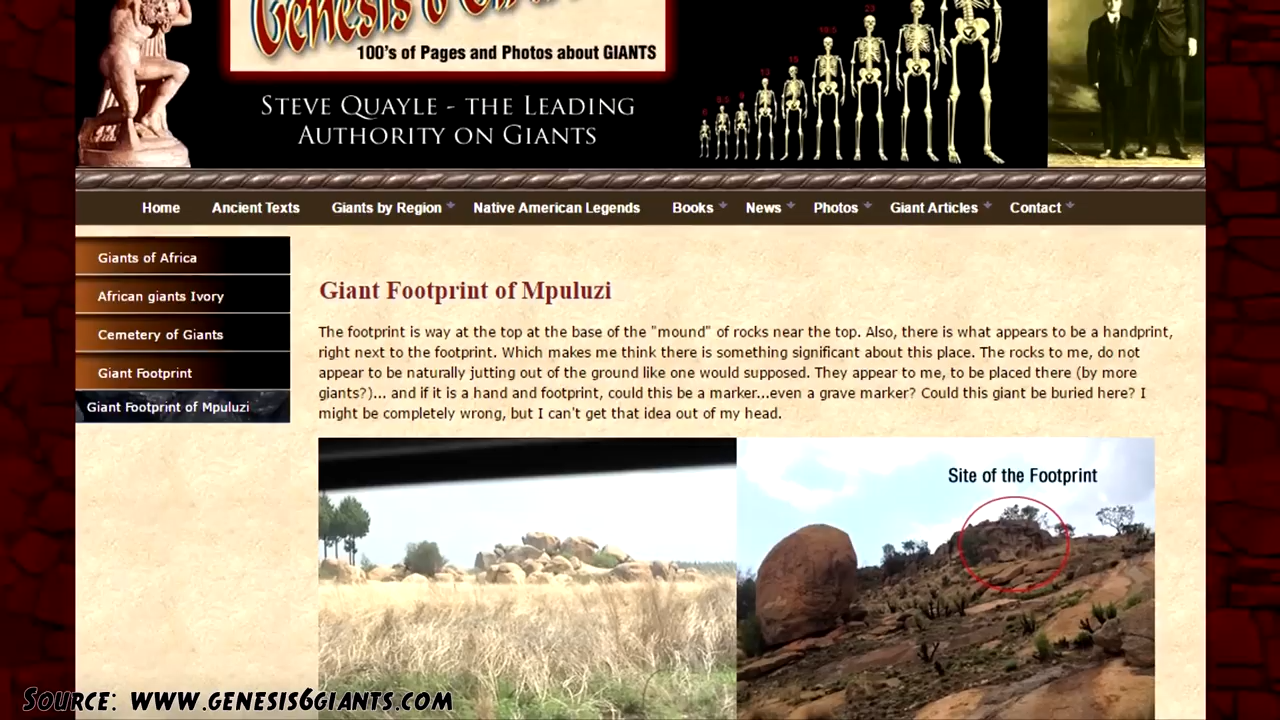 Genesis 6 Giants
100's of Pages and Photos about GIANTS
STEVE QUAYLE - THE LEADING
AUTHORITY ON GIANTS
Home Ancient Texts Giants by Region Native American Legends Books News Photos Giant Articles Contact
Giants of Africa
African giants Ivory
Cemetery of Giants
Giant Footprint
Giant Footprint of Mpuluzi
Giant Footprint of Mpuluzi
The footprint is way at the top at the base of the "mound" of rocks near the top. Also, there is what appears to be a handprint,
right next to the footprint. Which makes me think there is something significant about this place. The rocks to me, do not
appear to be naturally jutting out of the ground like one would supposed. They appear to me, to be placed there (by more
giants?)... and if it is a hand and footprint, could this be a marker...even a grave marker? Could this giant be buried here? I
might be completely wrong, but I can't get that idea out of my head.
Site of the Footprint
SOURCE: WWW.GENESIS6GIANTS.COM